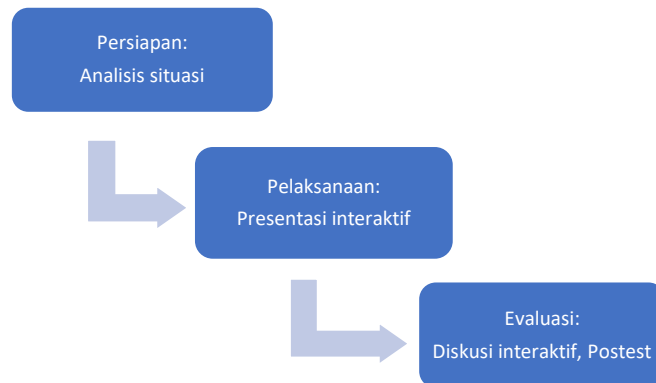 Persiapan:
Analisis situasi
Pelaksanaan:
Presentasi interaktif
Evaluasi:
Diskusi interaktif, Postest